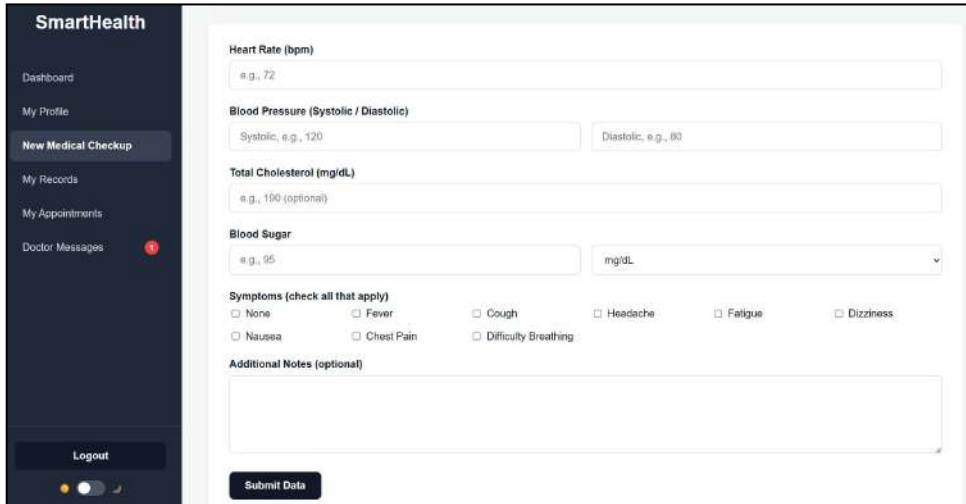 SmartHealth
Dashboard
My Profile
New Medical Checkup
My Records
My Appointments
Doctor Messages 1
Logout
Heart Rate (bpm)
e.g., 72
Blood Pressure (Systolic / Diastolic)
Systolic, e.g., 120 Diastolic, e.g., 80
Total Cholesterol (mg/dL)
e.g., 190 (optional)
Blood Sugar
e.g., 95 mg/dL
Symptoms (check all that apply)
None Fever Cough Headache Fatigue Dizziness
Nausea Chest Pain Difficulty Breathing
Additional Notes (optional)
Submit Data